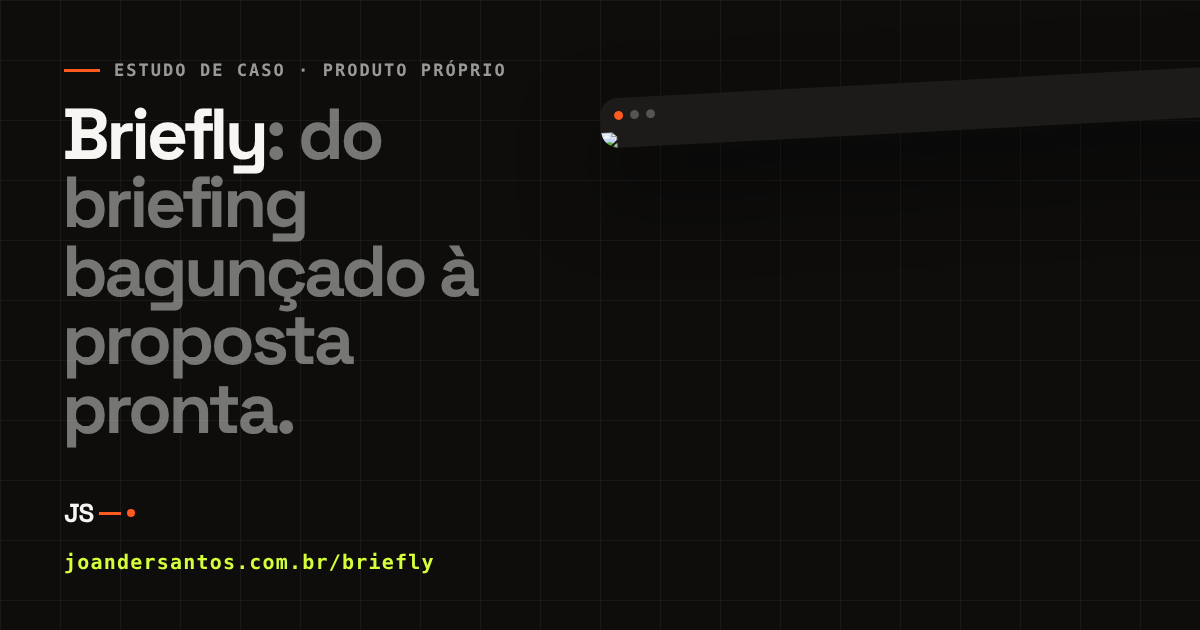 ESTUDO DE CASO · PRODUTO PRÓPRIO
Briefly: do
briefing
bagunçado à
proposta
pronta.
JS
joandersantos.com.br/briefly